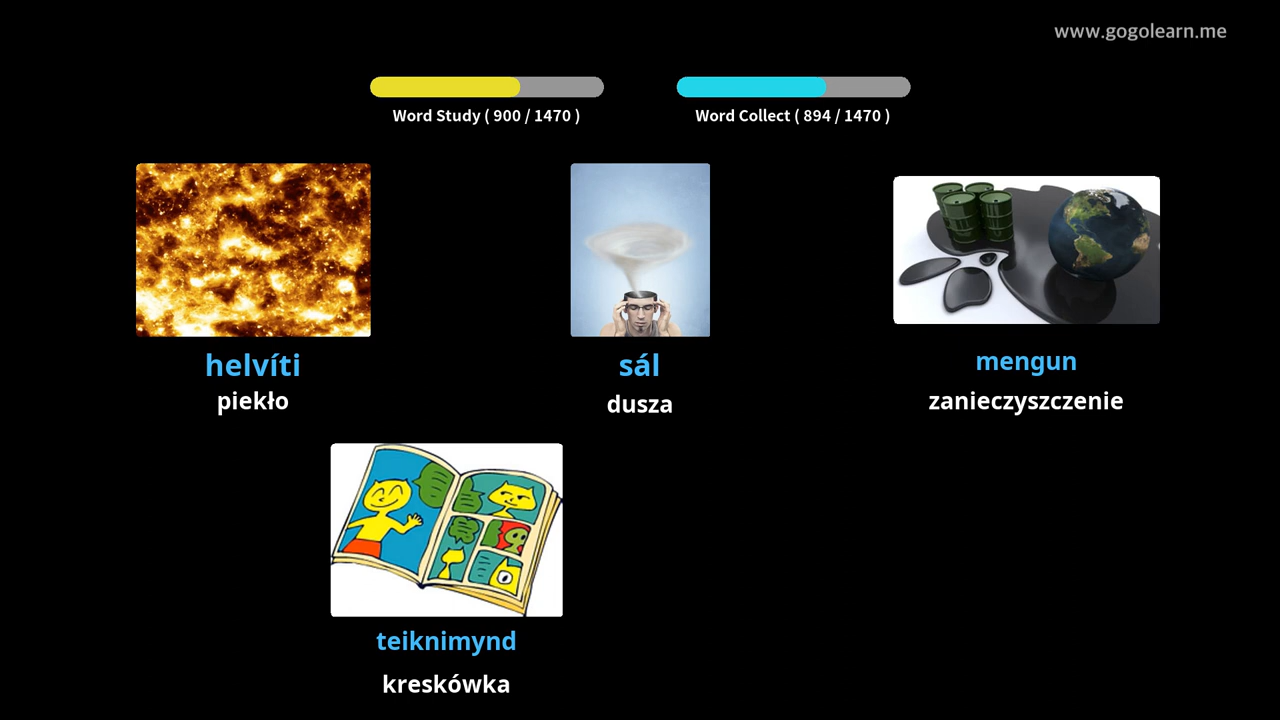 www.gogolearn.me
Word Study ( 900 / 1470 )
Word Collect ( 894 / 1470 )
helvíti
piekło
sál
dusza
mengun
zanieczyszczenie
teiknimynd
kreskówka